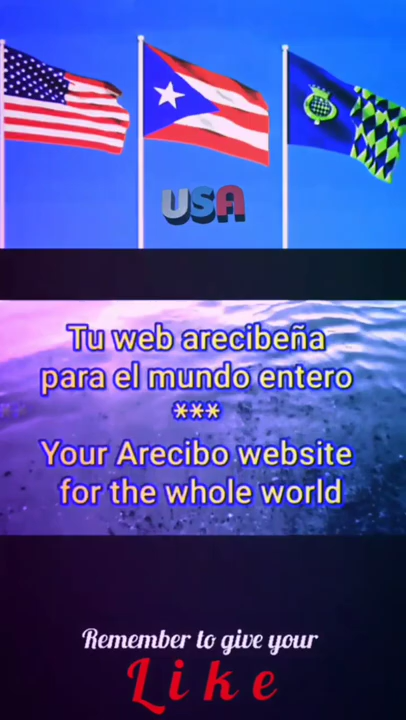 USA
Tu web arecibeña
para el mundo entero
***
Your Arecibo website
for the whole world
Remember to give your
Like